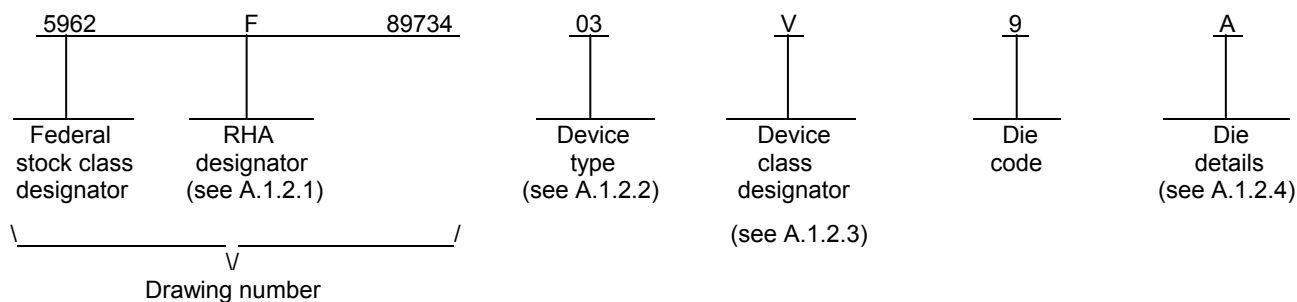 5962 F 89734 03 V 9 A
Federal RHA Device Device Die Die
stock class designator type class code details
designator (see A.1.2.1) (see A.1.2.2) designator (see A.1.2.4)
(see A.1.2.3)
Drawing number